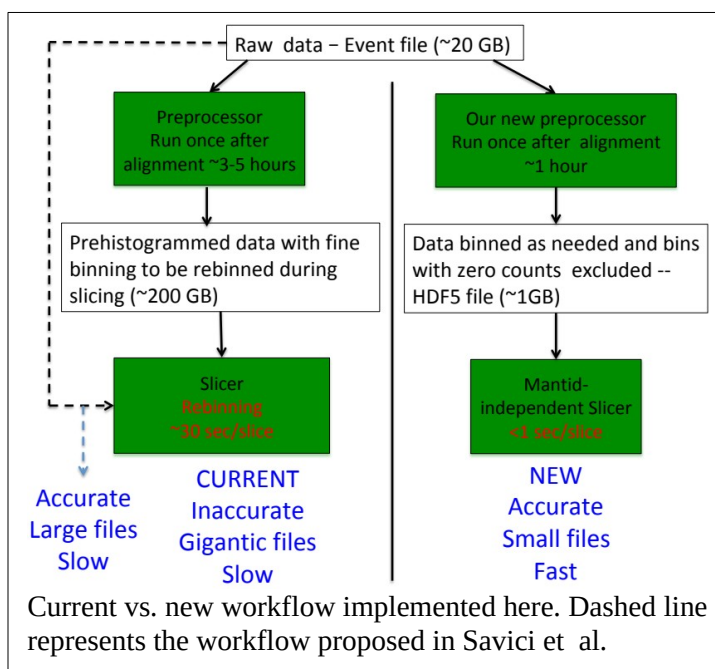 Raw data – Event file (~20 GB)
Preprocessor
Run once after
alignment ~3-5 hours
Our new preprocessor
Run once after alignment
~1 hour
Prehistogrammed data with fine
binning to be rebinned during
slicing (~200 GB)
Data binned as needed and bins
with zero counts excluded --
HDF5 file (~1GB)
Slicer
Rebinning
~30 sec/slice
Mantid-
independent Slicer
<1 sec/slice
Accurate
Large files
Slow
CURRENT
Inaccurate
Gigantic files
Slow
NEW
Accurate
Small files
Fast
Current vs. new workflow implemented here. Dashed line
represents the workflow proposed in Savici et al.